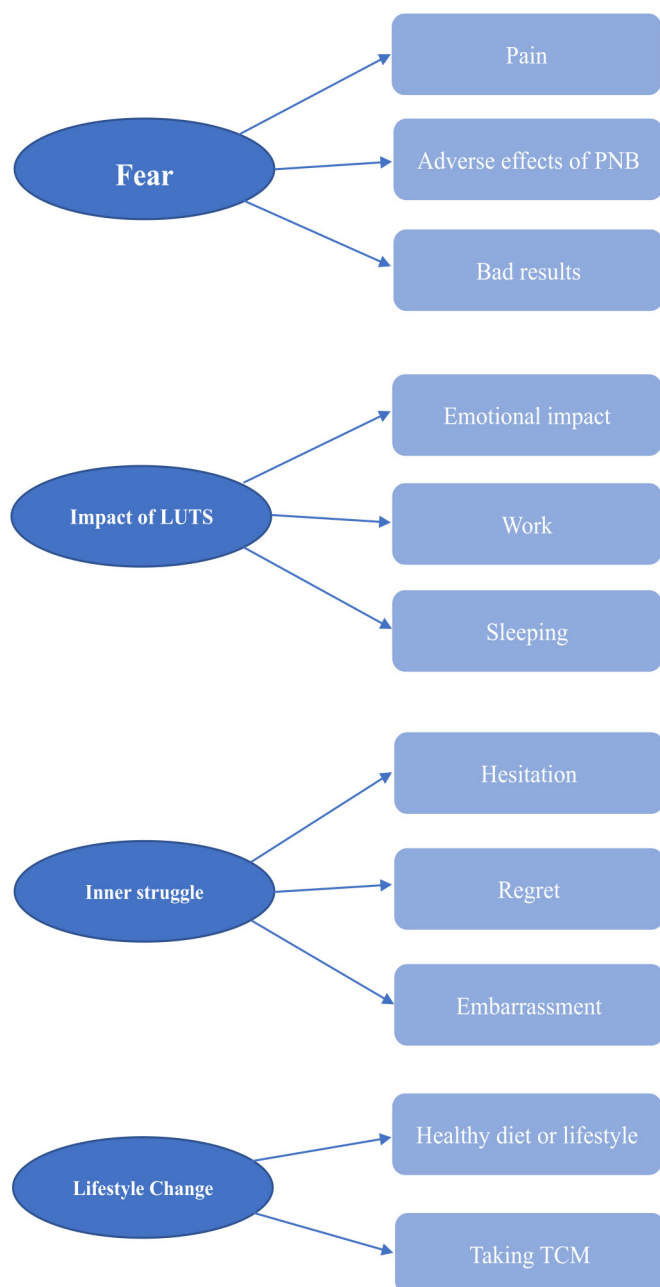 Fear
Pain
Adverse effects of PNB
Bad results
Impact of LUTS
Emotional impact
Work
Sleeping
Inner struggle
Hesitation
Regret
Embarrassment
Lifestyle Change
Healthy diet or lifestyle
Taking TCM